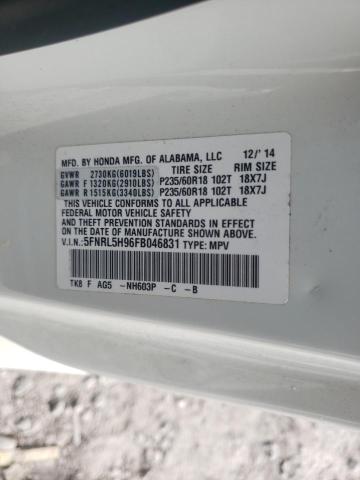 MFD. BY HONDA MFG. OF ALABAMA, LLC 12/'14
GVWR 2730KG(6019LBS) TIRE SIZE RIM SIZE
GAWR F 1320KG(2910LBS) P235/60R18 102T 18X7J
GAWR R 1515KG(3340LBS) P235/60R18 102T 18X7J
THIS VEHICLE CONFORMS TO ALL APPLICABLE
FEDERAL MOTOR VEHICLE SAFETY, BUMPER,
AND THEFT PREVENTION STANDARDS IN EFFECT
ON THE DATE OF MANUFACTURE SHOWN ABOVE.
V.I.N.: 5FNRL5H96FB046831 TYPE: MPV
TK8 F AG5 -NH603P -C -B